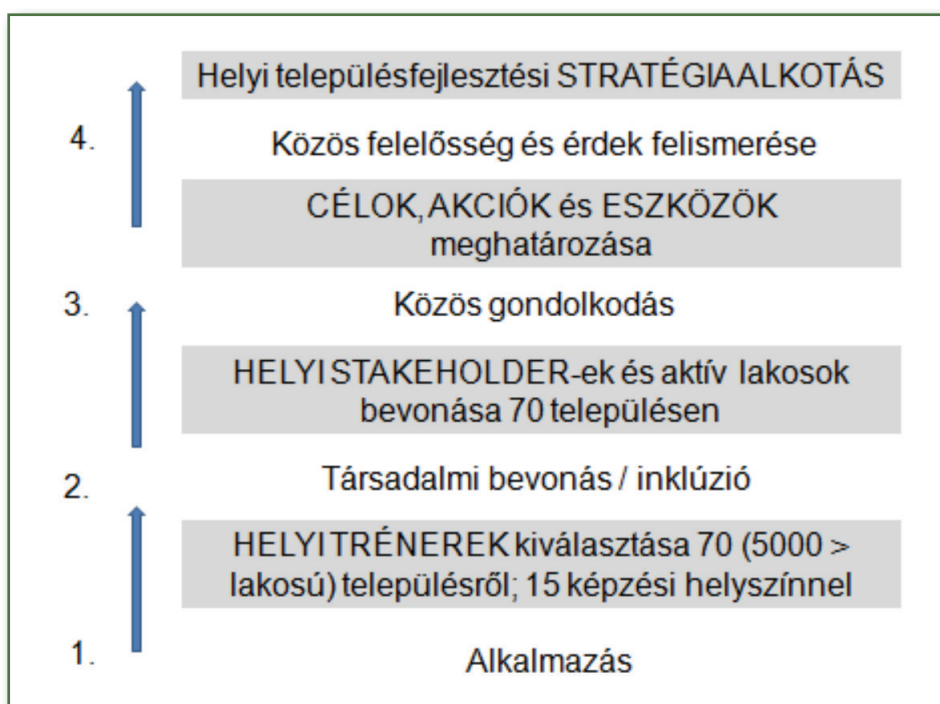 Helyi településfejlesztési STRATÉGIAALKOTÁS
4.
Közös felelősség és érdek felismerése
CÉLOK, AKCIÓK és ESZKÖZÖK
meghatározása
3.
Közös gondolkodás
HELYI STAKEHOLDER-ek és aktív lakosok
bevonása 70 településen
2.
Társadalmi bevonás / inklúzió
HELYI TRÉNEREK kiválasztása 70 (5000 >
lakosú) településről; 15 képzési helyszínnel
1.
Alkalmazás